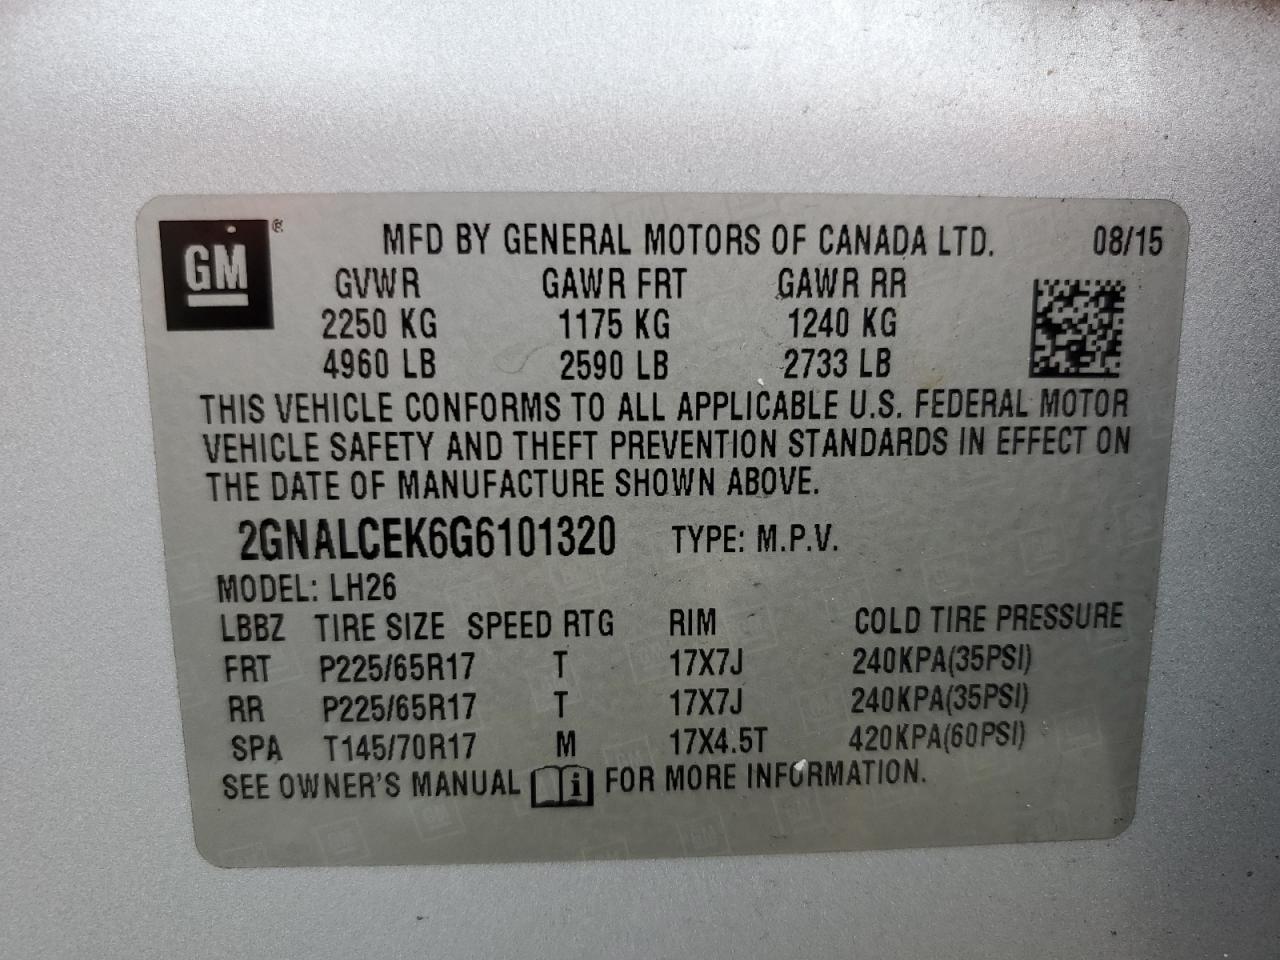 GM ® MFD BY GENERAL MOTORS OF CANADA LTD. 08/15
GVWR GAWR FRT GAWR RR
2250 KG 1175 KG 1240 KG
4960 LB 2590 LB 2733 LB
THIS VEHICLE CONFORMS TO ALL APPLICABLE U.S. FEDERAL MOTOR
VEHICLE SAFETY AND THEFT PREVENTION STANDARDS IN EFFECT ON
THE DATE OF MANUFACTURE SHOWN ABOVE.
2GNALCEK6G6101320 TYPE: M.P.V.
MODEL: LH26
LBBZ TIRE SIZE SPEED RTG RIM COLD TIRE PRESSURE
FRT P225/65R17 T 17X7J 240KPA(35PSI)
RR P225/65R17 T 17X7J 240KPA(35PSI)
SPA T145/70R17 M 17X4.5T 420KPA(60PSI)
SEE OWNER'S MANUAL i FOR MORE INFORMATION.